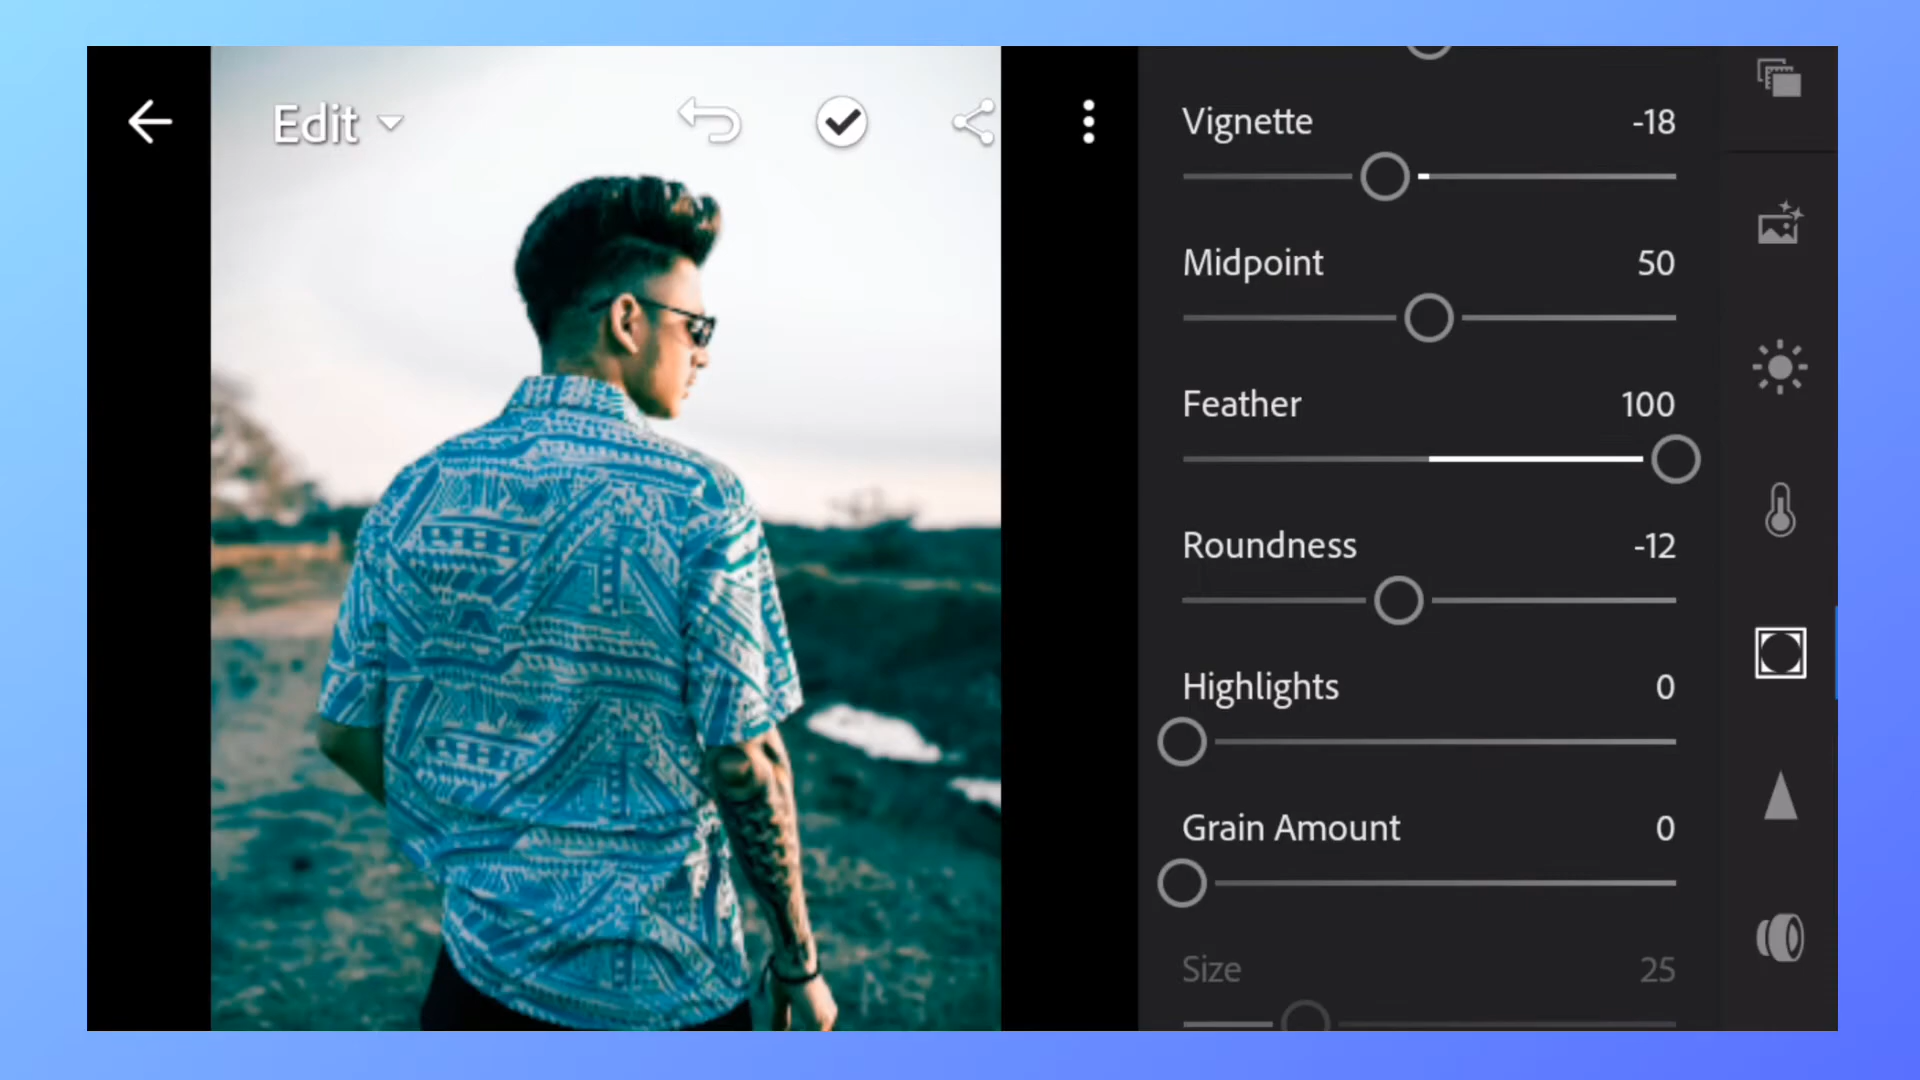 Edit
Vignette -18
Midpoint 50
Feather 100
Roundness -12
Highlights 0
Grain Amount 0
Size 25